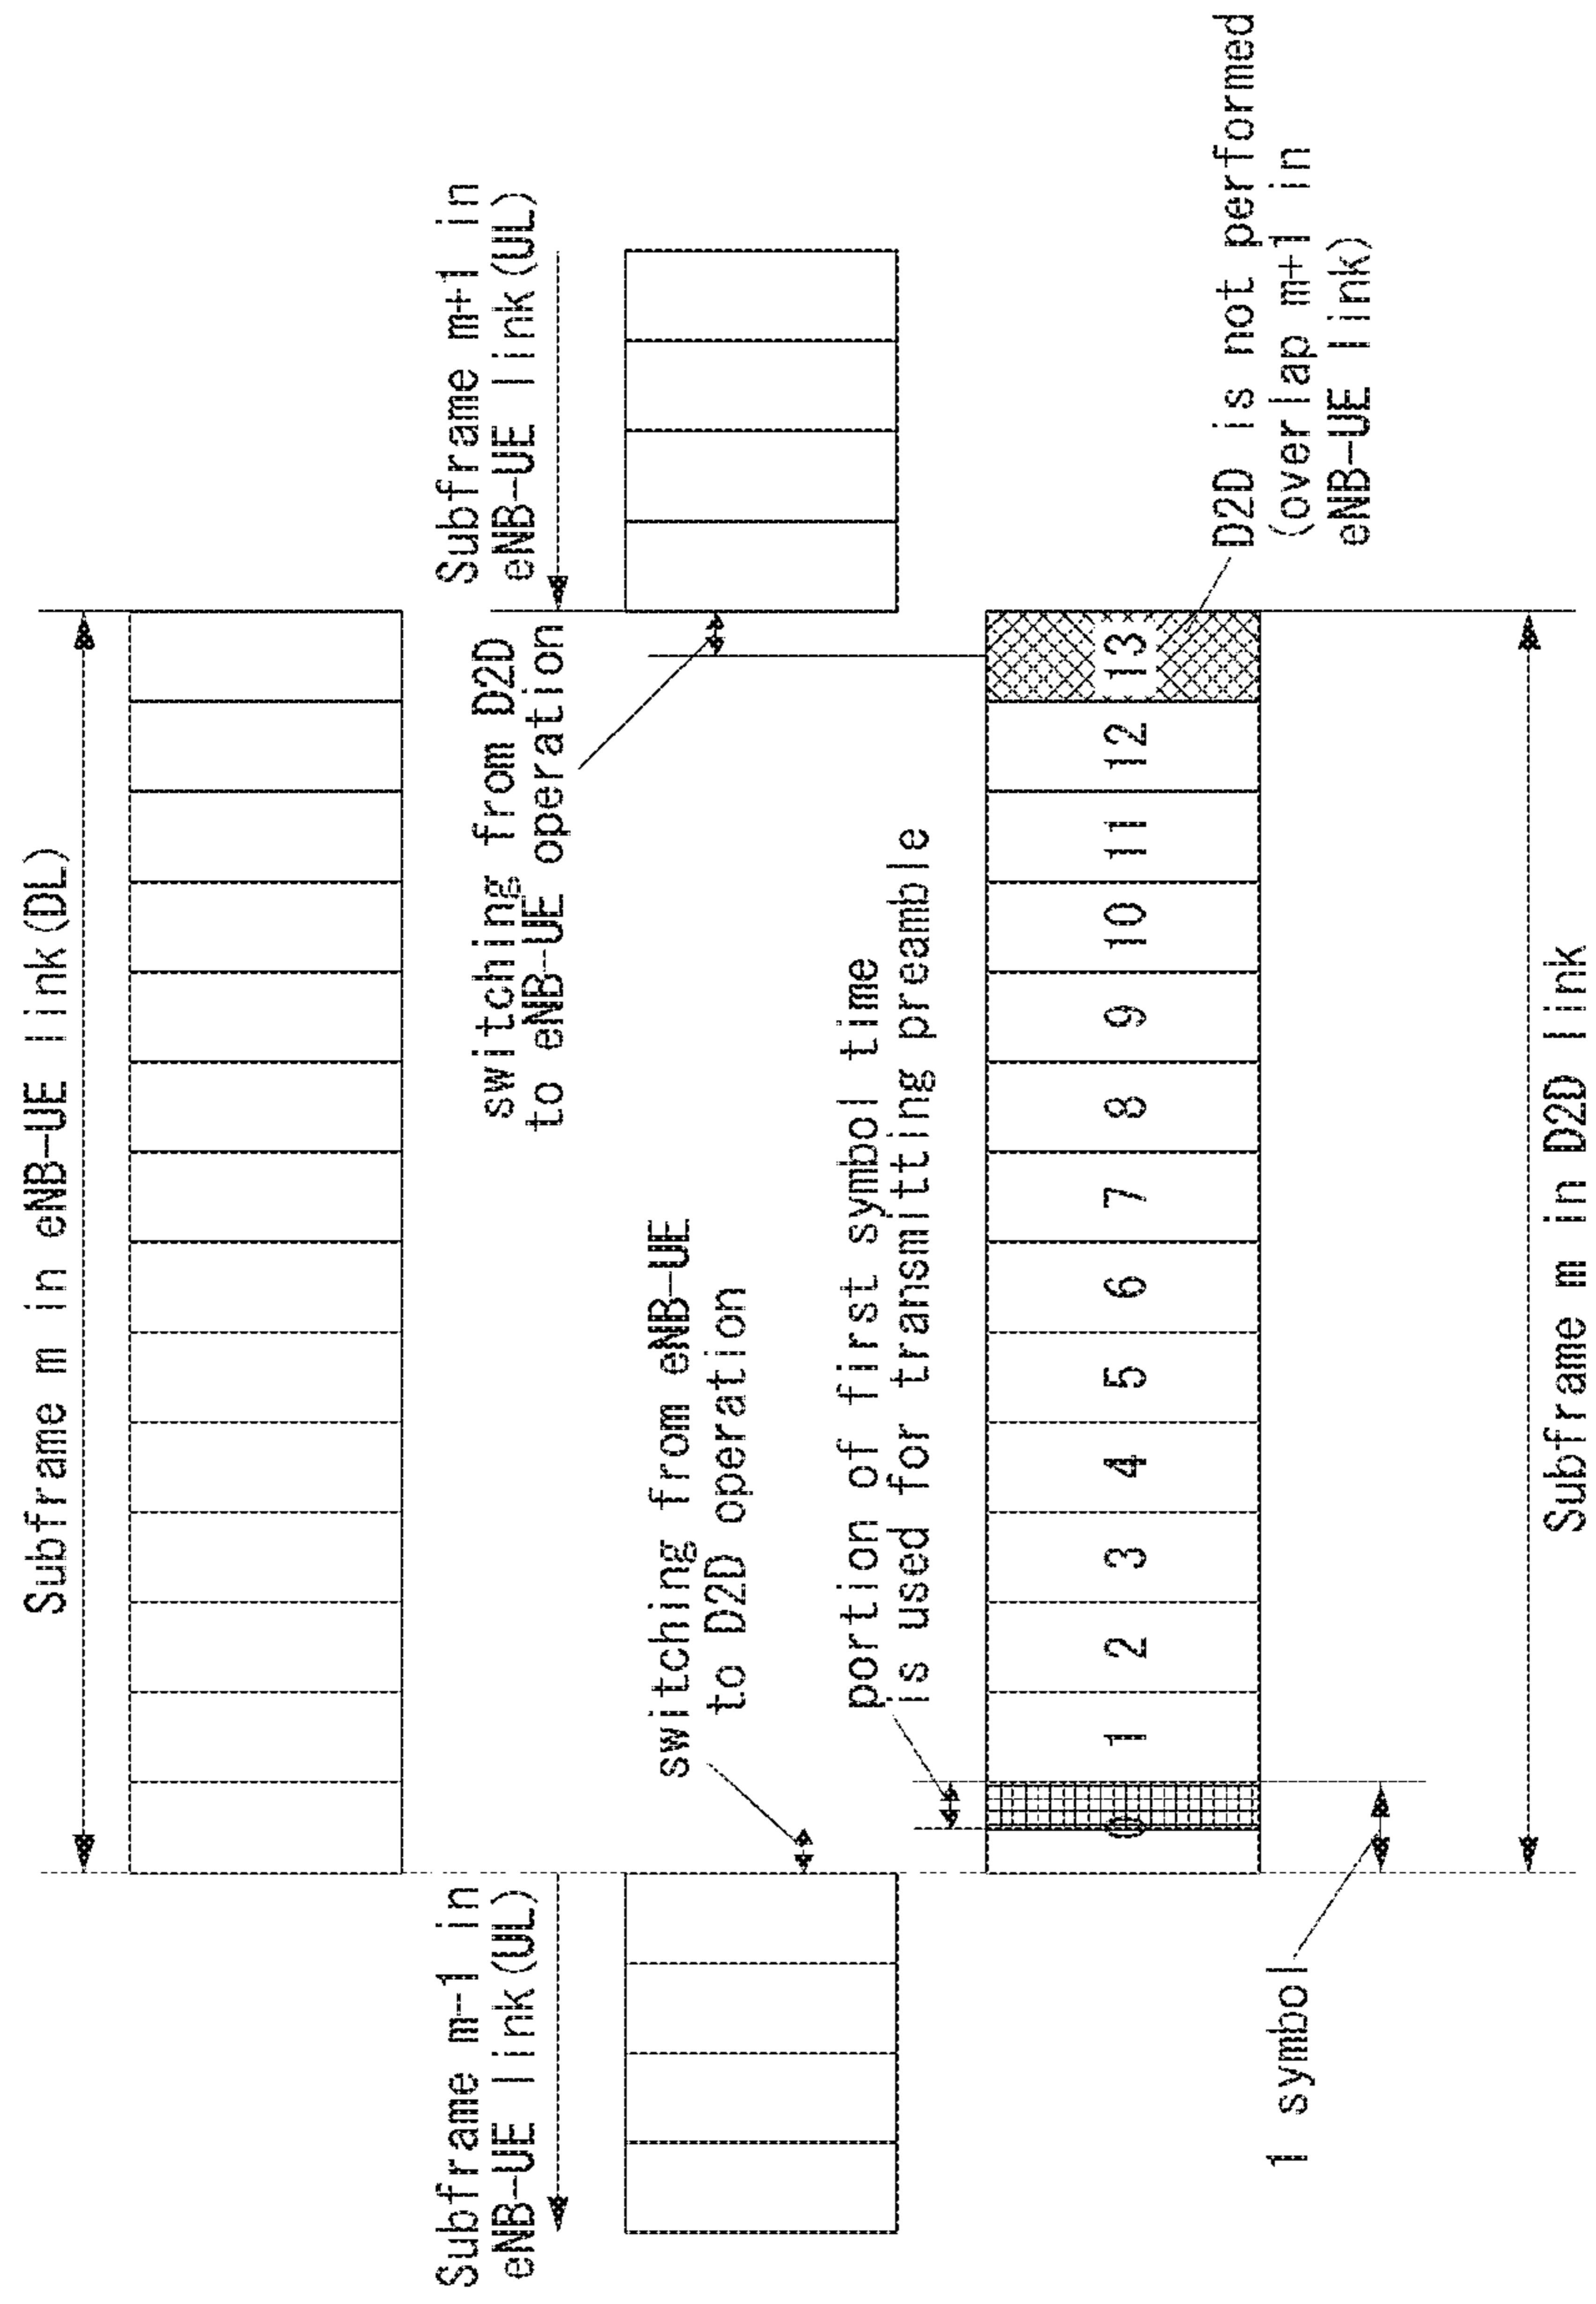 Subframe m in eNB-UE link(DL)
Subframe m-1 in
eNB-UE link(UL)
Subframe m+1 in
eNB-UE link(UL)
switching from D2D
to eNB-UE operation
switching from eNB-UE
to D2D operation
portion of first symbol time
is used for transmitting preamble
0 1 2 3 4 5 6 7 8 9 10 11 12 13
1 symbol
D2D is not performed
(overlap m+1 in
eNB-UE link)
Subframe m in D2D link